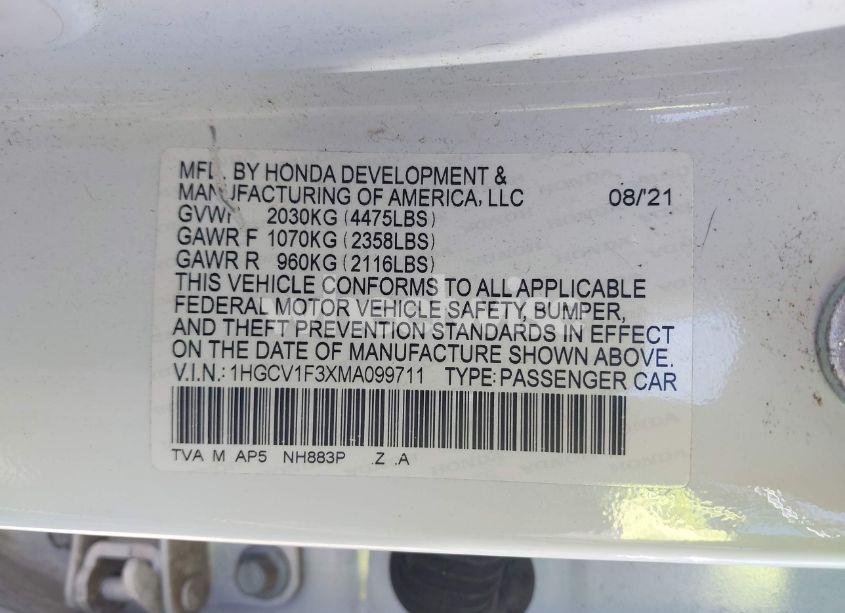 MFD. BY HONDA DEVELOPMENT &
MANUFACTURING OF AMERICA, LLC 08/'21
GVWR 2030KG (4475LBS)
GAWR F 1070KG (2358LBS)
GAWR R 960KG (2116LBS)
THIS VEHICLE CONFORMS TO ALL APPLICABLE
FEDERAL MOTOR VEHICLE SAFETY, BUMPER,
AND THEFT PREVENTION STANDARDS IN EFFECT
ON THE DATE OF MANUFACTURE SHOWN ABOVE.
V.I.N.: 1HGCV1F3XMA099711 TYPE: PASSENGER CAR
TVA M AP5 NH883P .Z .A